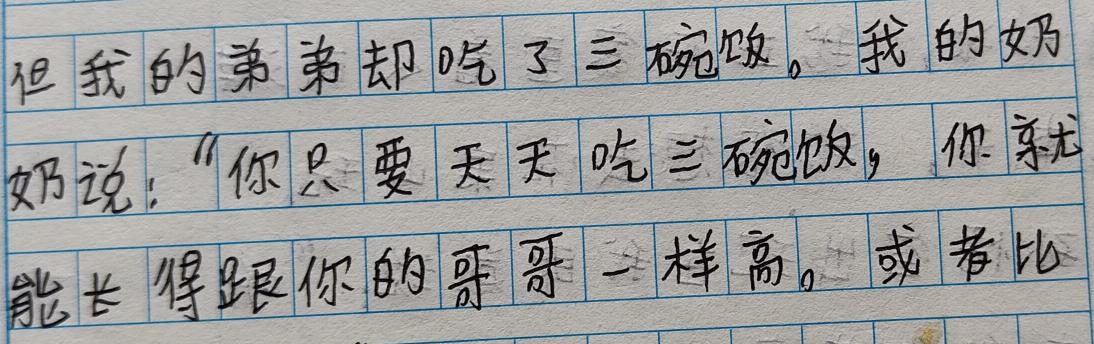 但我的弟弟却吃了三碗饭。我的奶
奶说：“你只要天天吃三碗饭，你就
能长得跟你的哥哥一样高。或者比